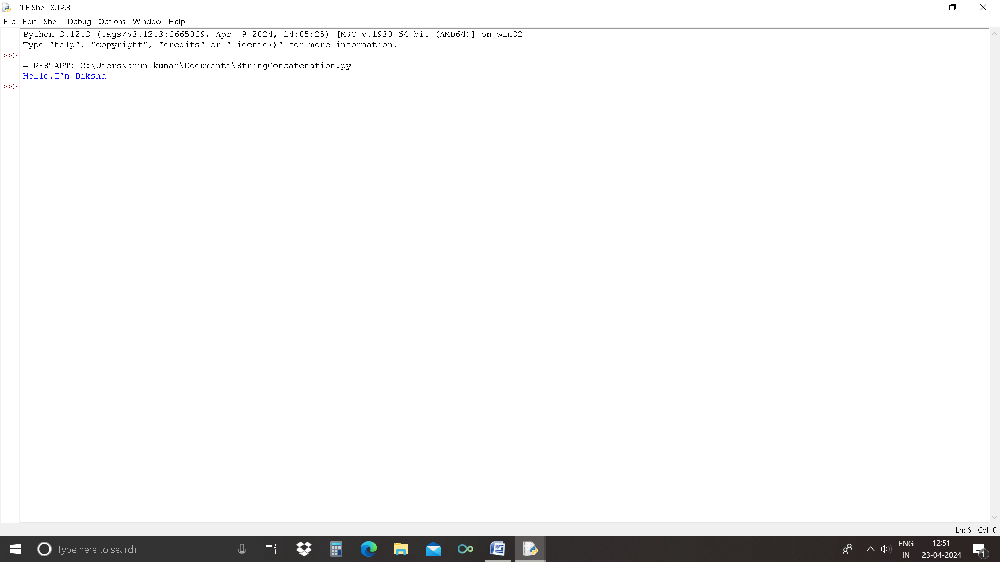 IDLE Shell 3.12.3
File Edit Shell Debug Options Window Help
Python 3.12.3 (tags/v3.12.3:f6650f9, Apr  9 2024, 14:05:25) [MSC v.1938 64 bit (AMD64)] on win32
Type "help", "copyright", "credits" or "license()" for more information.
>>>
= RESTART: C:\Users\arun kumar\Documents\StringConcatenation.py
Hello,I'm Diksha
>>>
Ln: 6 Col: 0
Type here to search
ENG
IN
12:51
23-04-2024
1